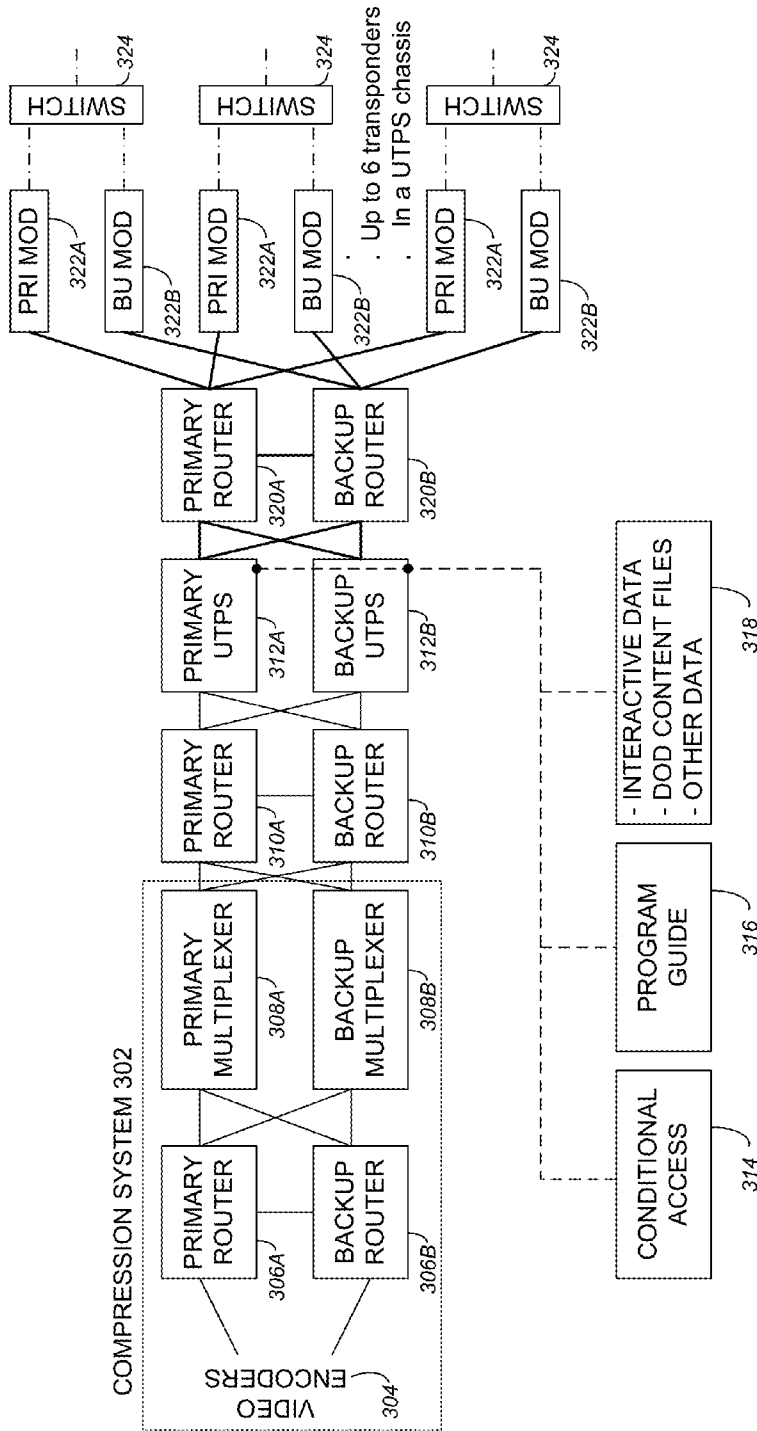 COMPRESSION SYSTEM 302
VIDEO
ENCODERS
304
PRIMARY
ROUTER
306A
BACKUP
ROUTER
306B
PRIMARY
MULTIPLEXER
308A
BACKUP
MULTIPLEXER
308B
PRIMARY
ROUTER
310A
BACKUP
ROUTER
310B
PRIMARY
UTPS
312A
BACKUP
UTPS
312B
PRIMARY
ROUTER
320A
BACKUP
ROUTER
320B
PRI MOD
322A
BU MOD
322B
SWITCH
324
PRI MOD
322A
BU MOD
322B
SWITCH
324
Up to 6 transponders
In a UTPS chassis
PRI MOD
322A
BU MOD
322B
SWITCH
324
CONDITIONAL
ACCESS
314
PROGRAM
GUIDE
316
- INTERACTIVE DATA
- DOD CONTENT FILES
- OTHER DATA
318